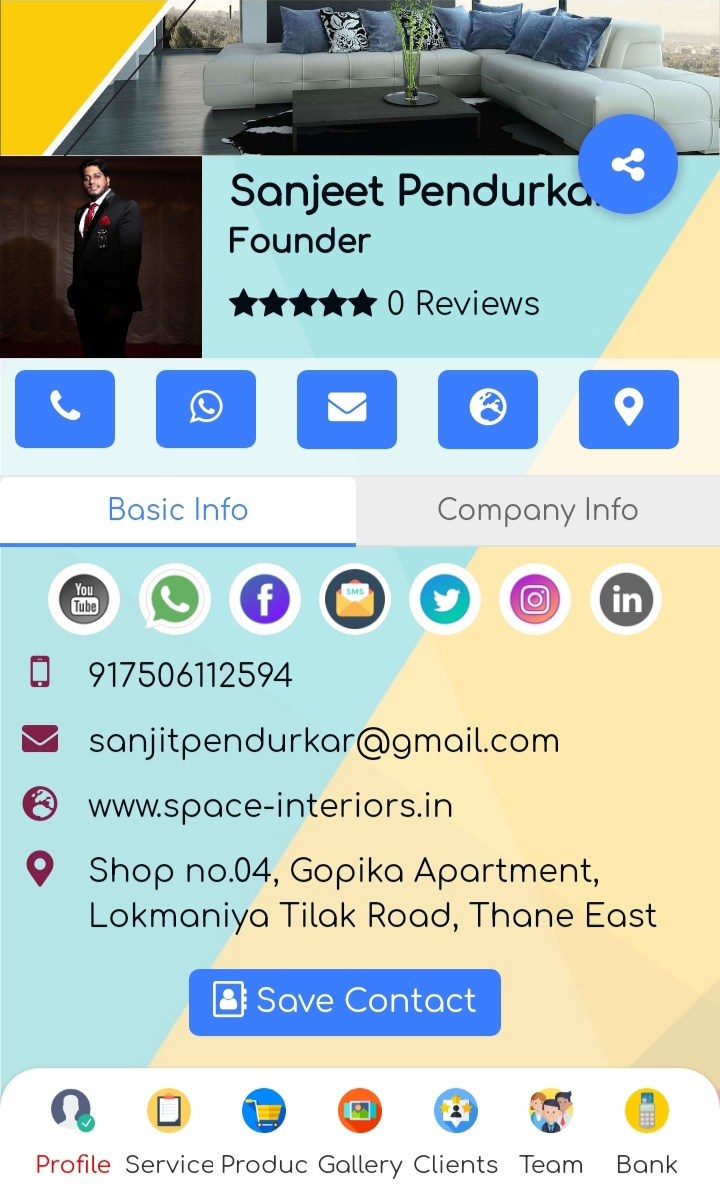 Sanjeet Pendurka
Founder
0 Reviews
Basic Info
Company Info
You
Tube
f
SMS
in
917506112594
sanjitpendurkar@gmail.com
www.space-interiors.in
Shop no.04, Gopika Apartment,
Lokmaniya Tilak Road, Thane East
Save Contact
Profile Service Produc Gallery Clients Team Bank